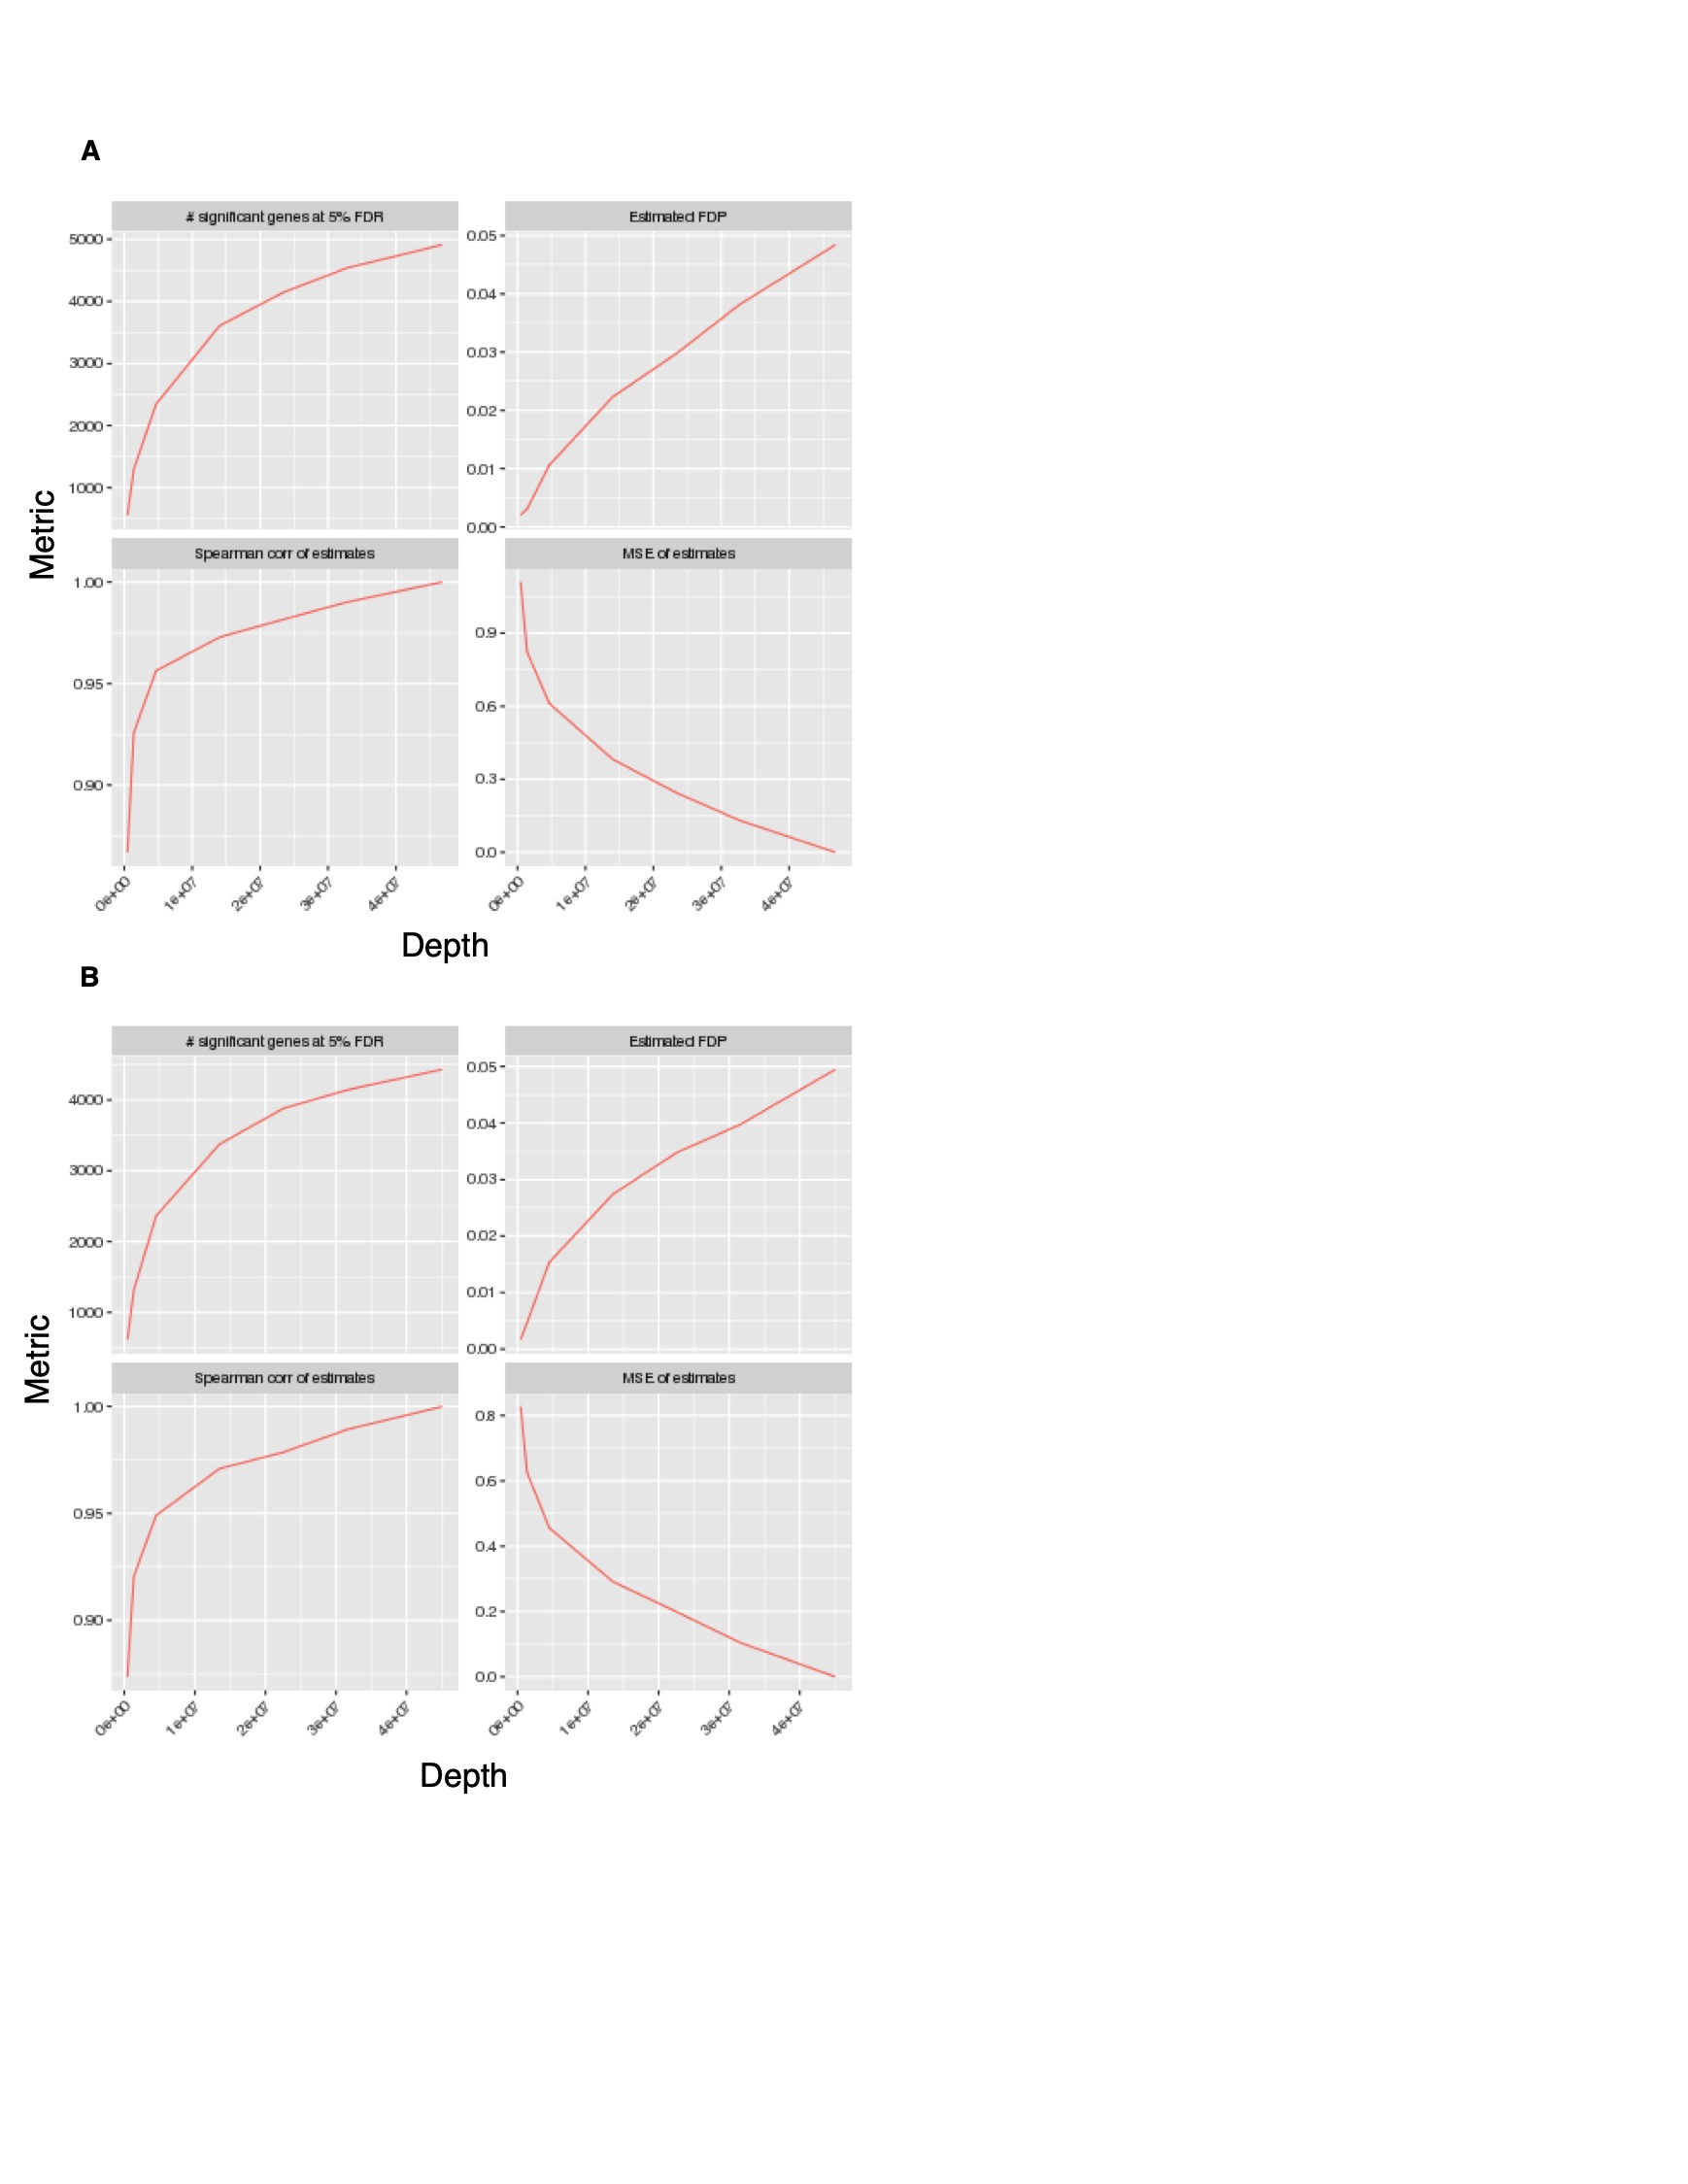 A
# significant genes at 5% FDR
Estimated FDP
5000
4000
3000
2000
1000
0.05
0.04
0.03
0.02
0.01
0.00
Metric
Spearman corr of estimates
MSE of estimates
1.00
0.95
0.90
0.9
0.6
0.3
0.0
0e+00 1e+07 2e+07 3e+07 4e+07
0e+00 1e+07 2e+07 3e+07 4e+07
Depth
B
# significant genes at 5% FDR
Estimated FDP
4000
3000
2000
1000
0.05
0.04
0.03
0.02
0.01
0.00
Metric
Spearman corr of estimates
MSE of estimates
1.00
0.95
0.90
0.8
0.6
0.4
0.2
0.0
0e+00 1e+07 2e+07 3e+07 4e+07
0e+00 1e+07 2e+07 3e+07 4e+07
Depth